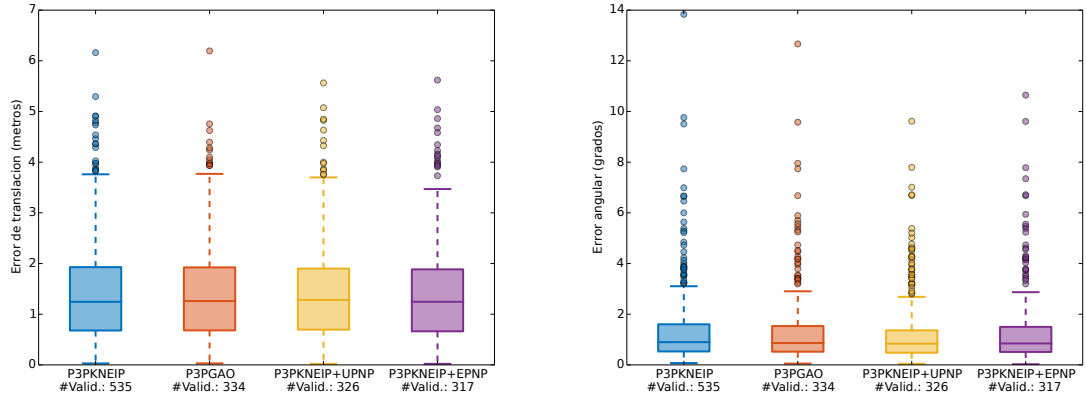 7
6
5
4
3
2
1
0
Error de translacion (metros)
P3PKNEIP
#Valid.: 535
P3PGAO
#Valid.: 334
P3PKNEIP+UPNP
#Valid.: 326
P3PKNEIP+EPNP
#Valid.: 317
14
12
10
8
6
4
2
0
Error angular (grados)
P3PKNEIP
#Valid.: 535
P3PGAO
#Valid.: 334
P3PKNEIP+UPNP
#Valid.: 326
P3PKNEIP+EPNP
#Valid.: 317